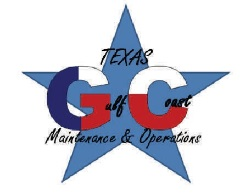 TEXAS
Gulf Coast
Maintenance & Operations